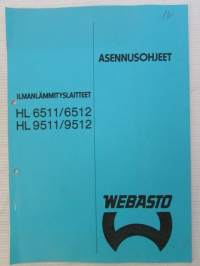 ASENNUSOHJEET
ILMANLÄMMITYSLAITTEET
HL 6511/6512
HL 9511/9512
WEBASTO